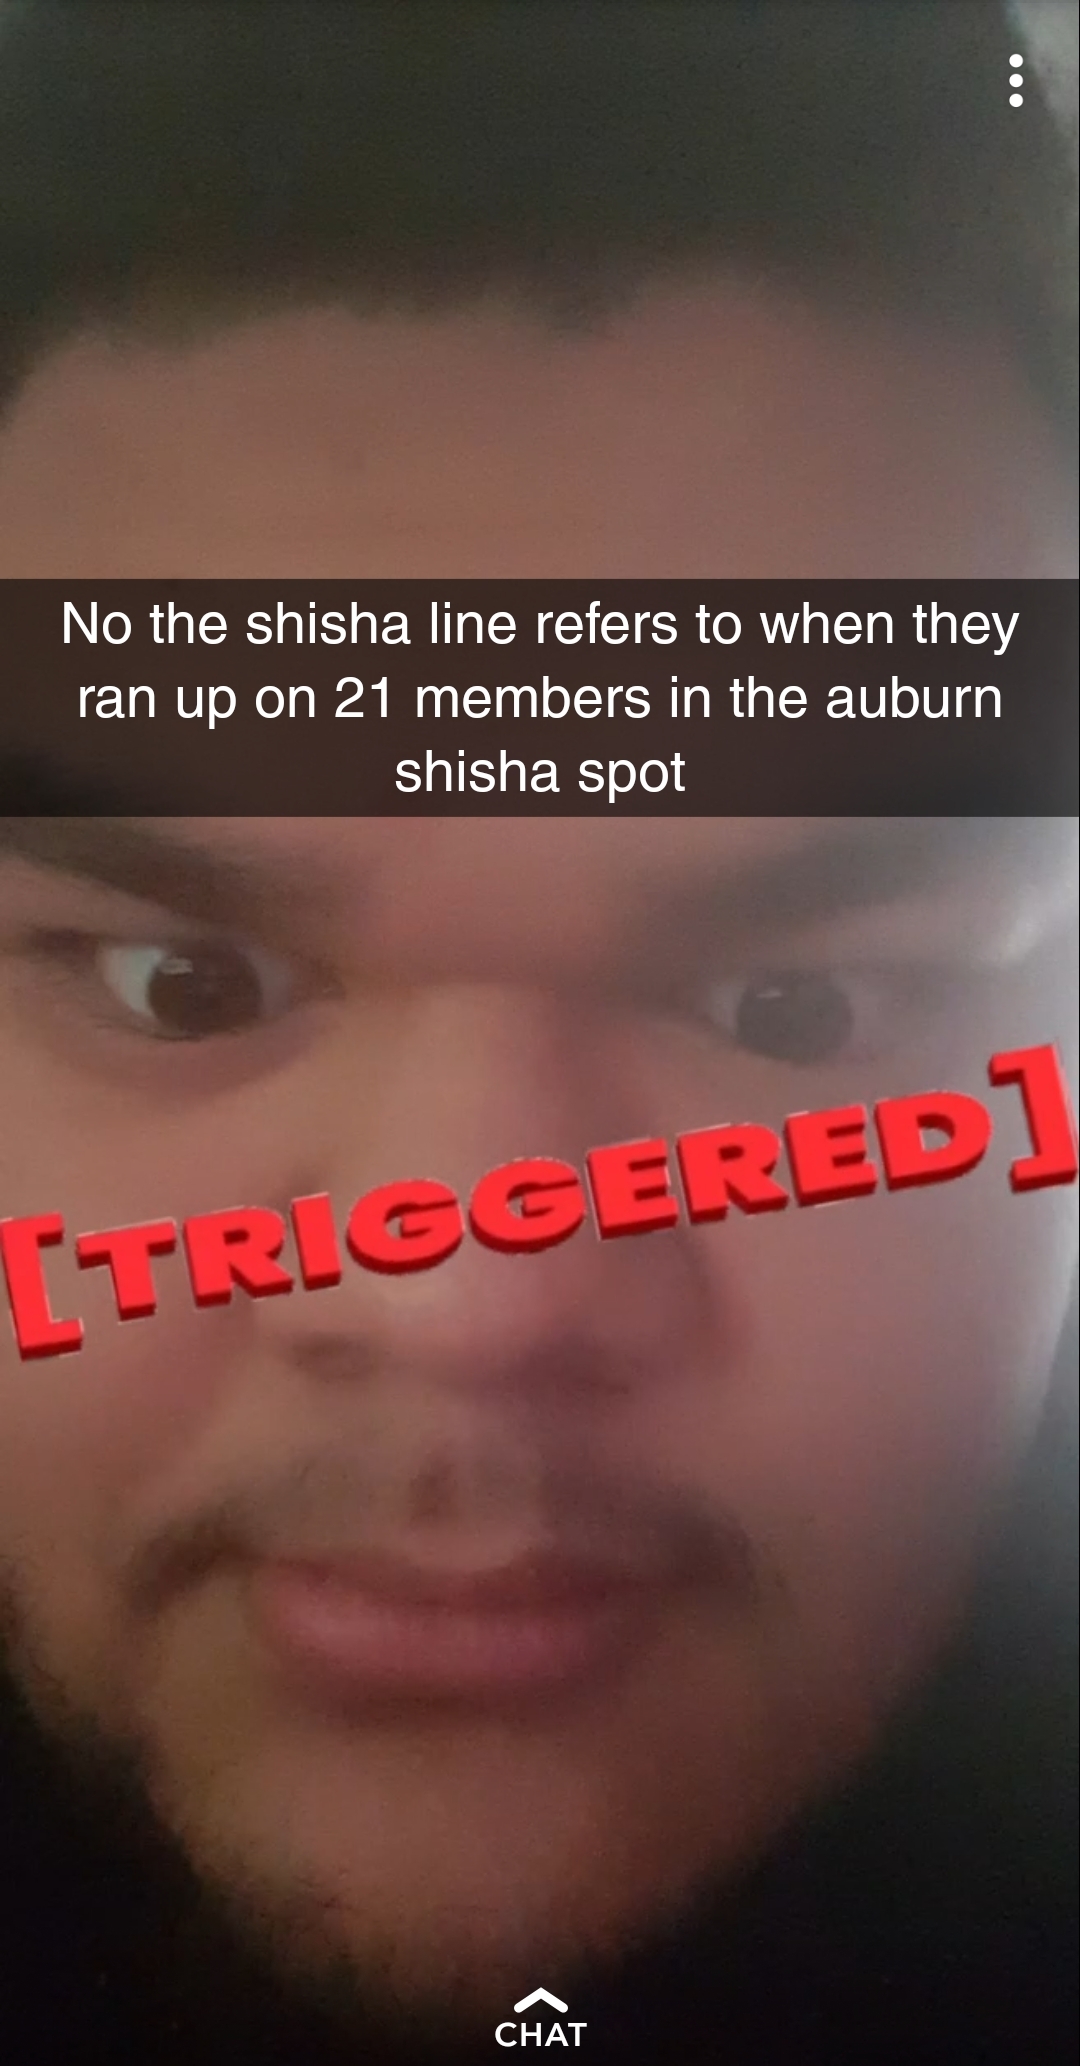 No the shisha line refers to when they
ran up on 21 members in the auburn
shisha spot
[TRIGGERED]
CHAT